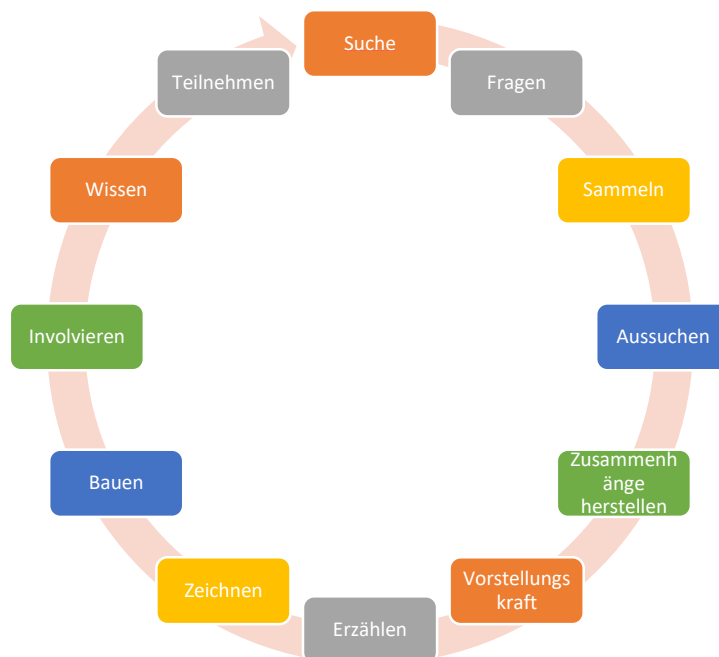 Suche
Fragen
Sammeln
Aussuchen
Zusammenh
änge
herstellen
Vorstellungs
kraft
Erzählen
Zeichnen
Bauen
Involvieren
Wissen
Teilnehmen